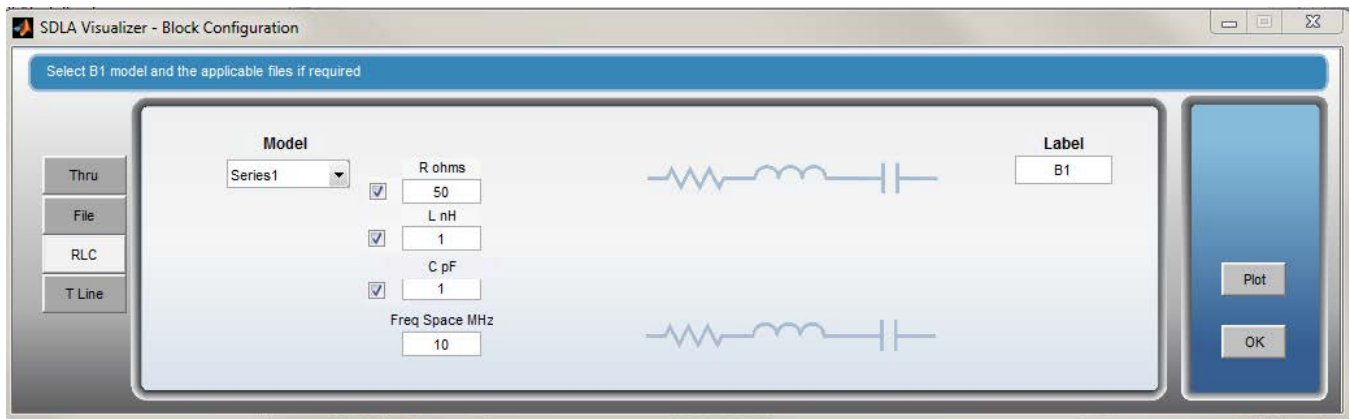 SDLA Visualizer - Block Configuration
Select B1 model and the applicable files if required
Thru
File
RLC
T Line
Model
Series1
R ohms
50
L nH
1
C pF
1
Freq Space MHz
10
Label
B1
Plot
OK